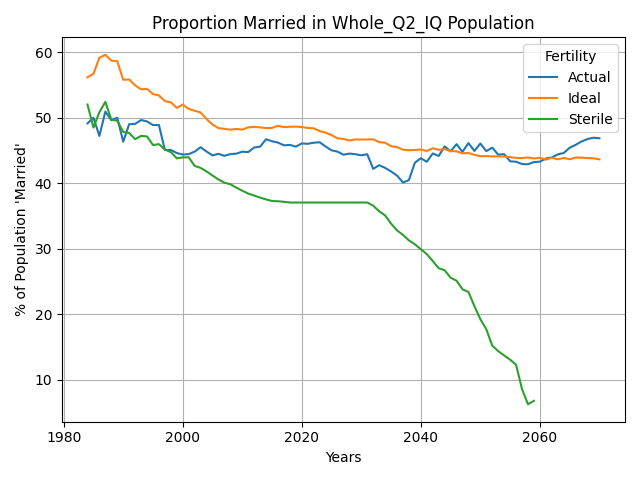 Proportion Married in Whole_Q2_IQ Population
Fertility
Actual
Ideal
Sterile
% of Population 'Married'
60
50
40
30
20
10
1980
2000
2020
2040
2060
Years